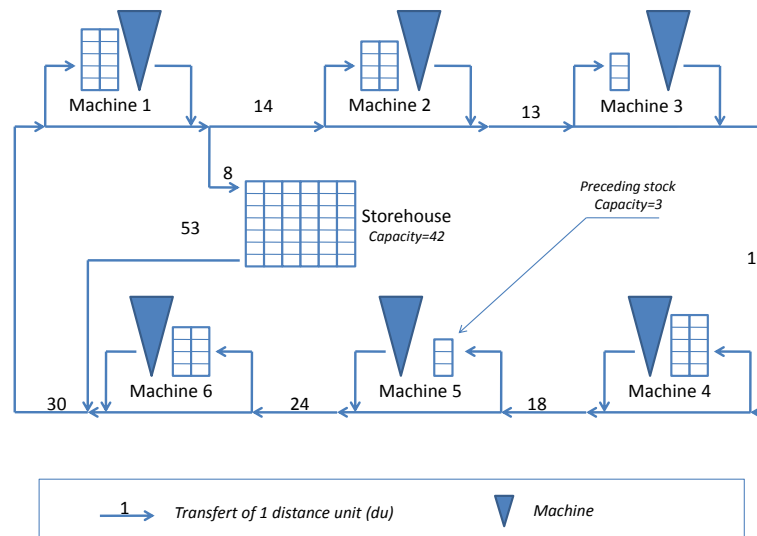 Machine 1
14
Machine 2
13
Machine 3
8
53
Storehouse
Capacity=42
Preceding stock
Capacity=3
1
Machine 6
Machine 5
Machine 4
30
24
18
1
Transfert of 1 distance unit (du)
Machine